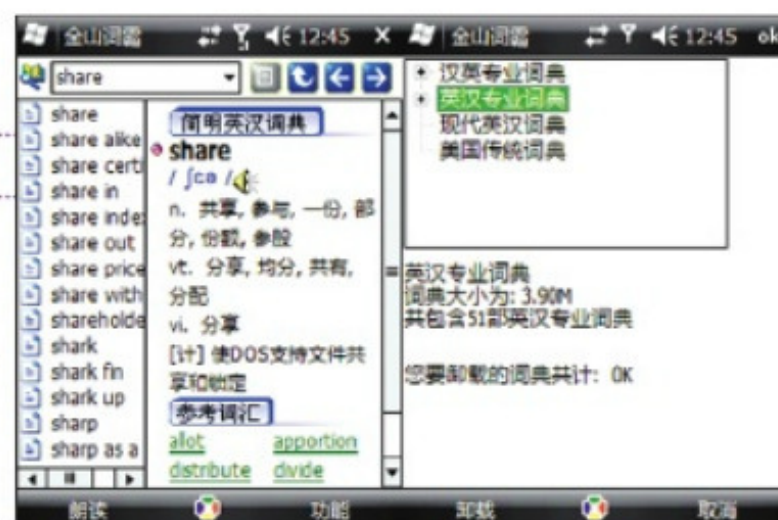 金山词霸 12:45
share
share
share alike
share certi
share in
share inde
share out
share price
share with
shareholde
shark
shark fin
shark up
sharp
sharp as a
简明英汉词典
share
n. 共享, 参与, 一份, 部
分, 份额, 参股
vt. 分享, 均分, 共有,
分配
vi. 分享
[计] 使DOS支持文件共
享和锁定
参考词汇
allot apportion
distribute divide
朗读 功能
金山词霸 12:45 ok
汉英专业词典
英汉专业词典
现代英汉词典
美国传统词典
英汉专业词典
词典大小为: 3.90M
共包含51部英汉专业词典
您要卸载的词典共计: 0K
卸载 取消